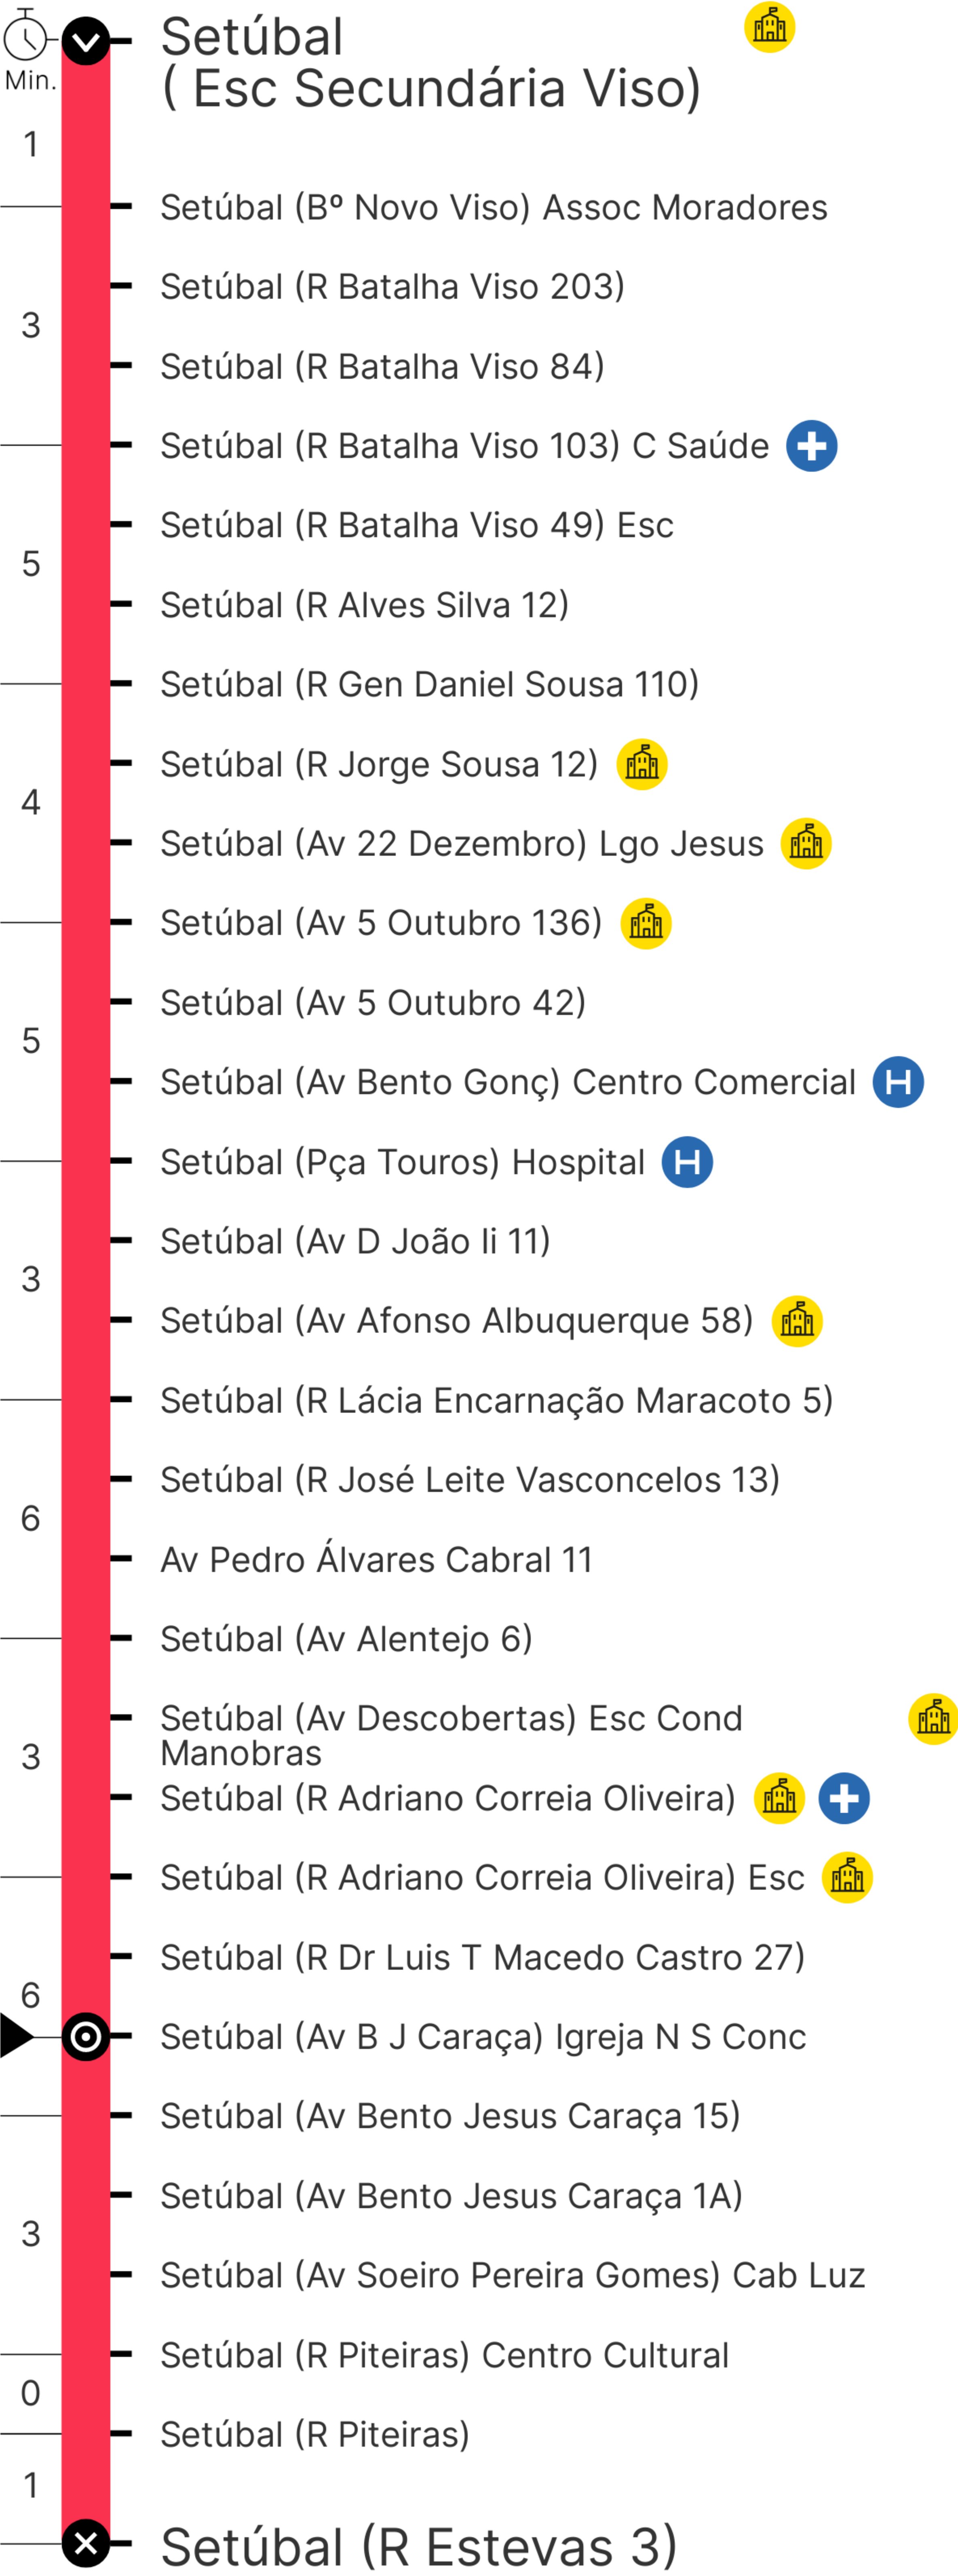 Setúbal
( Esc Secundária Viso)
Min.
1
Setúbal (Bº Novo Viso) Assoc Moradores
Setúbal (R Batalha Viso 203)
3
Setúbal (R Batalha Viso 84)
Setúbal (R Batalha Viso 103) C Saúde
Setúbal (R Batalha Viso 49) Esc
5
Setúbal (R Alves Silva 12)
Setúbal (R Gen Daniel Sousa 110)
Setúbal (R Jorge Sousa 12)
4
Setúbal (Av 22 Dezembro) Lgo Jesus
Setúbal (Av 5 Outubro 136)
Setúbal (Av 5 Outubro 42)
5
Setúbal (Av Bento Gonç) Centro Comercial H
Setúbal (Pça Touros) Hospital H
Setúbal (Av D João Ii 11)
3
Setúbal (Av Afonso Albuquerque 58)
Setúbal (R Lácia Encarnação Maracoto 5)
Setúbal (R José Leite Vasconcelos 13)
6
Av Pedro Álvares Cabral 11
Setúbal (Av Alentejo 6)
Setúbal (Av Descobertas) Esc Cond
Manobras
3
Setúbal (R Adriano Correia Oliveira)
Setúbal (R Adriano Correia Oliveira) Esc
Setúbal (R Dr Luis T Macedo Castro 27)
6
Setúbal (Av B J Caraça) Igreja N S Conc
Setúbal (Av Bento Jesus Caraça 15)
Setúbal (Av Bento Jesus Caraça 1A)
3
Setúbal (Av Soeiro Pereira Gomes) Cab Luz
Setúbal (R Piteiras) Centro Cultural
0
Setúbal (R Piteiras)
1
Setúbal (R Estevas 3)